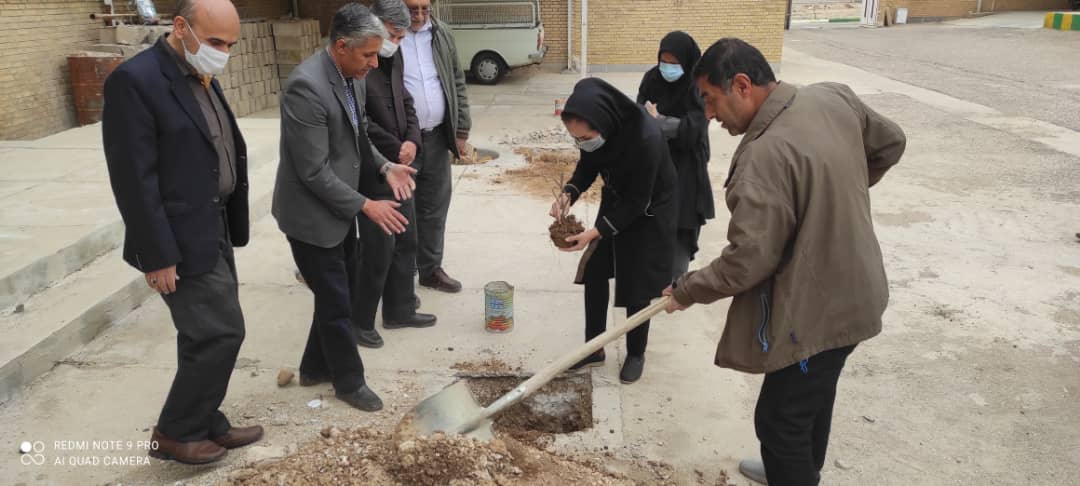 REDMI NOTE 9 PRO
AI QUAD CAMERA